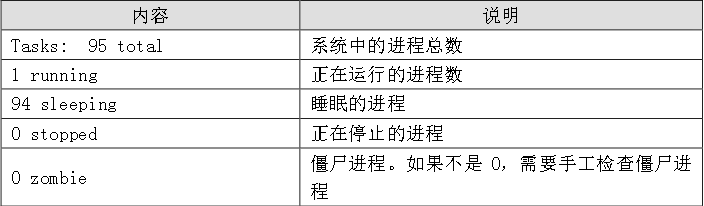 内容 说明
Tasks: 95 total 系统中的进程总数
1 running 正在运行的进程数
94 sleeping 睡眠的进程
0 stopped 正在停止的进程
0 zombie 僵尸进程。如果不是 0，需要手工检查僵尸进
程